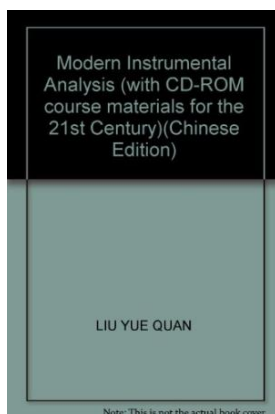 Modern Instrumental
Analysis (with CD-ROM
course materials for the
21st Century)(Chinese
Edition)
LIU YUE QUAN
Note: This is not the actual book cover